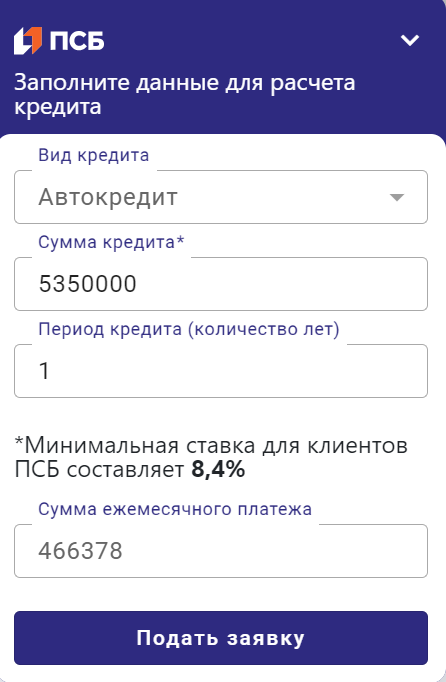 ПСБ
Заполните данные для расчета
кредита
Вид кредита
Автокредит
Сумма кредита*
5350000
Период кредита (количество лет)
1
*Минимальная ставка для клиентов
ПСБ составляет 8,4%
Сумма ежемесячного платежа
466378
Подать заявку